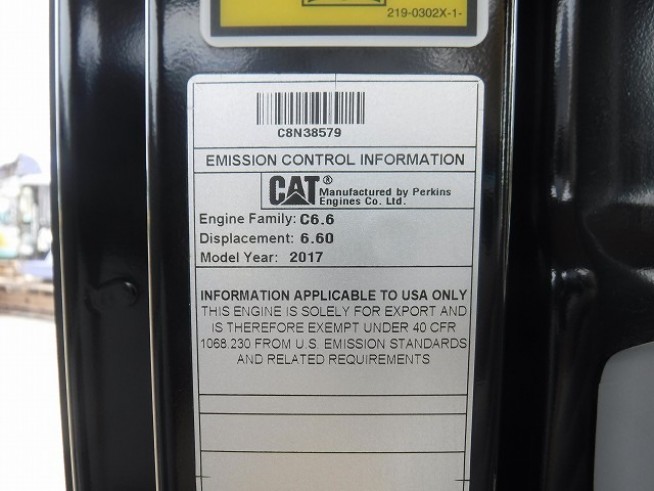 219-0302X-1-
C8N38579
EMISSION CONTROL INFORMATION
CAT® Manufactured by Perkins
Engines Co. Ltd.
Engine Family: C6.6
Displacement: 6.60
Model Year: 2017
INFORMATION APPLICABLE TO USA ONLY
THIS ENGINE IS SOLELY FOR EXPORT AND
IS THEREFORE EXEMPT UNDER 40 CFR
1068.230 FROM U.S. EMISSION STANDARDS
AND RELATED REQUIREMENTS